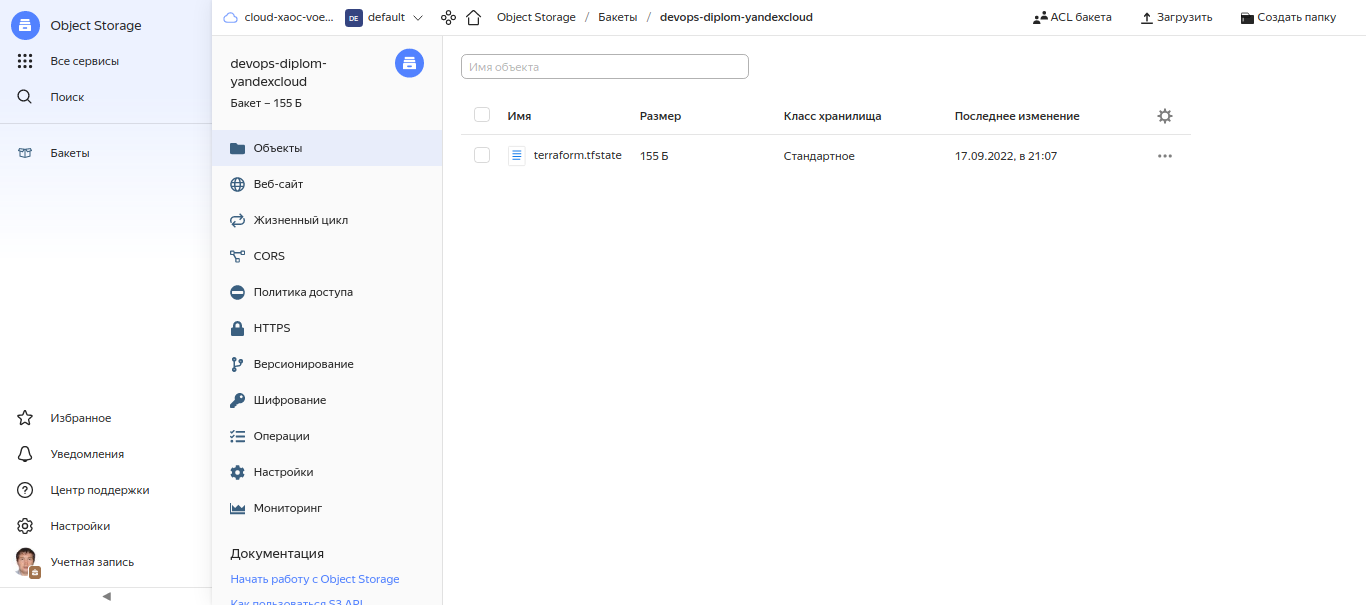 Object Storage
Все сервисы
Поиск
Бакеты
Избранное
Уведомления
Центр поддержки
Настройки
Учетная запись
cloud-xaoc-voe... DE default Object Storage / Бакеты / devops-diplom-yandexcloud ACL бакета Загрузить Создать папку
devops-diplom-
yandexcloud
Бакет – 155 Б
Объекты
Веб-сайт
Жизненный цикл
CORS
Политика доступа
HTTPS
Версионирование
Шифрование
Операции
Настройки
Мониторинг
Документация
Начать работу с Object Storage
Как пользоваться S3 API
Имя объекта
Имя Размер Класс хранилища Последнее изменение
terraform.tfstate 155 Б Стандартное 17.09.2022, в 21:07